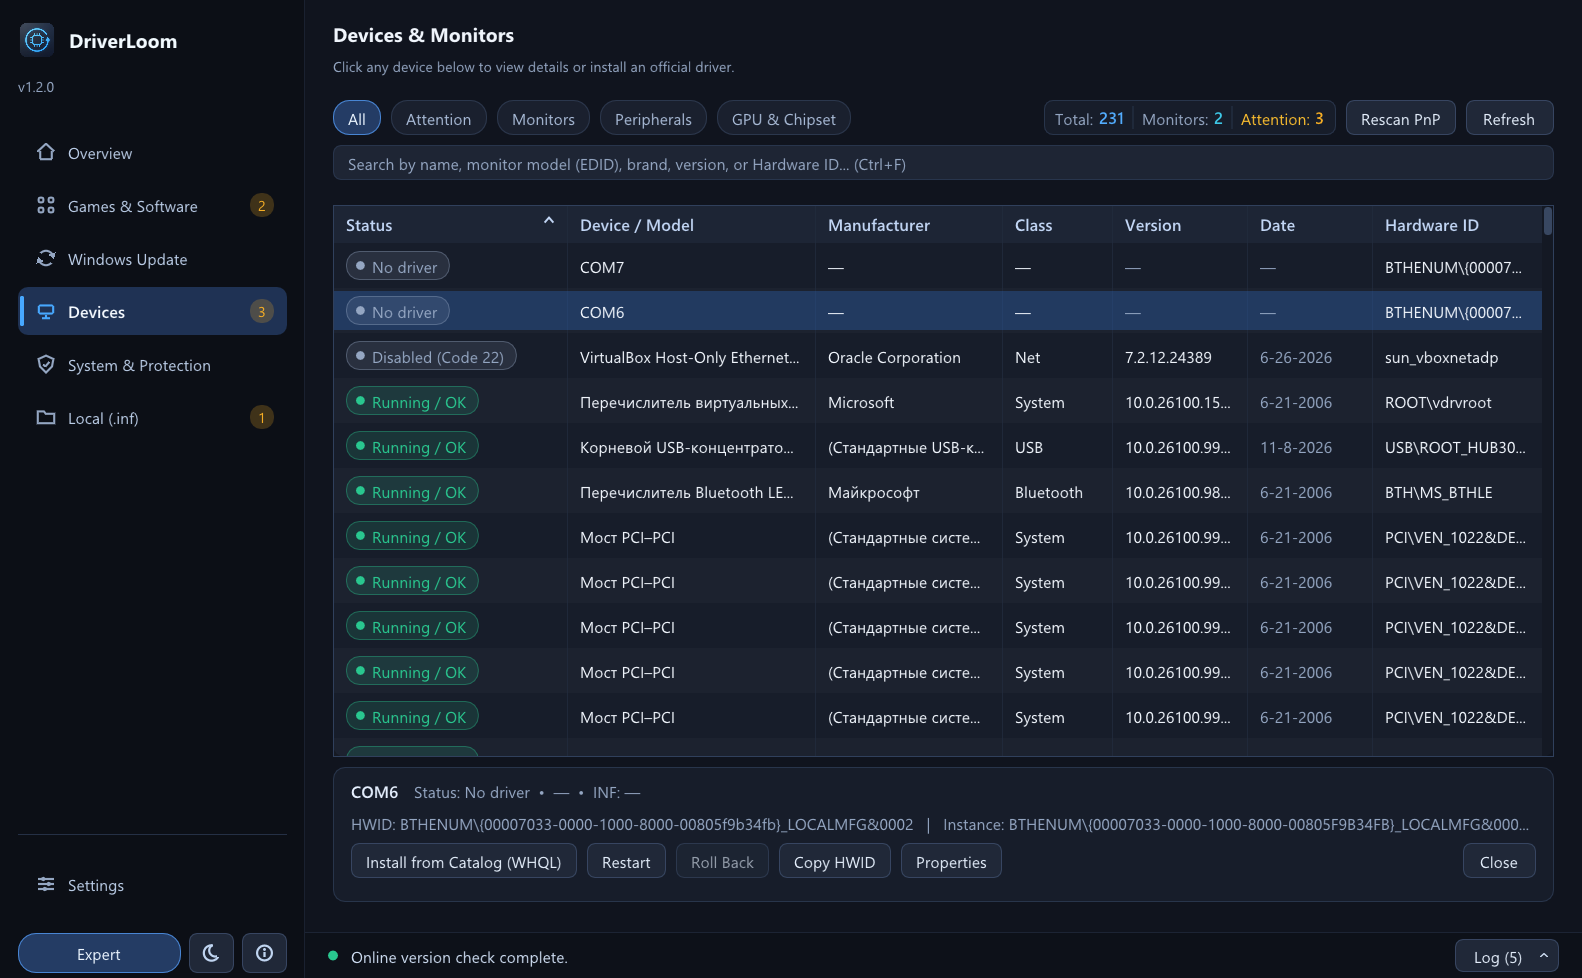 DriverLoom
v1.2.0
Overview
Games & Software 2
Windows Update
Devices 3
System & Protection
Local (.inf) 1
Settings
Expert
Devices & Monitors
Click any device below to view details or install an official driver.
All Attention Monitors Peripherals GPU & Chipset Total: 231 Monitors: 2 Attention: 3 Rescan PnP Refresh
Search by name, monitor model (EDID), brand, version, or Hardware ID... (Ctrl+F)
Status Device / Model Manufacturer Class Version Date Hardware ID
No driver COM7 — — — — BTHENUM\{00007...
No driver COM6 — — — — BTHENUM\{00007...
Disabled (Code 22) VirtualBox Host-Only Ethernet... Oracle Corporation Net 7.2.12.24389 6-26-2026 sun_vboxnetadp
Running / OK Перечислитель виртуальных... Microsoft System 10.0.26100.15... 6-21-2006 ROOT\vdrvroot
Running / OK Корневой USB-концентрато... (Стандартные USB-к... USB 10.0.26100.99... 11-8-2026 USB\ROOT_HUB30...
Running / OK Перечислитель Bluetooth LE... Майкрософт Bluetooth 10.0.26100.98... 6-21-2006 BTH\MS_BTHLE
Running / OK Мост PCI–PCI (Стандартные систе... System 10.0.26100.99... 6-21-2006 PCI\VEN_1022&DE...
Running / OK Мост PCI–PCI (Стандартные систе... System 10.0.26100.99... 6-21-2006 PCI\VEN_1022&DE...
Running / OK Мост PCI–PCI (Стандартные систе... System 10.0.26100.99... 6-21-2006 PCI\VEN_1022&DE...
Running / OK Мост PCI–PCI (Стандартные систе... System 10.0.26100.99... 6-21-2006 PCI\VEN_1022&DE...
Running / OK Мост PCI–PCI (Стандартные систе... System 10.0.26100.99... 6-21-2006 PCI\VEN_1022&DE...
COM6 Status: No driver • — • INF: —
HWID: BTHENUM\{00007033-0000-1000-8000-00805f9b34fb}_LOCALMFG&0002 | Instance: BTHENUM\{00007033-0000-1000-8000-00805F9B34FB}_LOCALMFG&000...
Install from Catalog (WHQL) Restart Roll Back Copy HWID Properties Close
Online version check complete. Log (5)